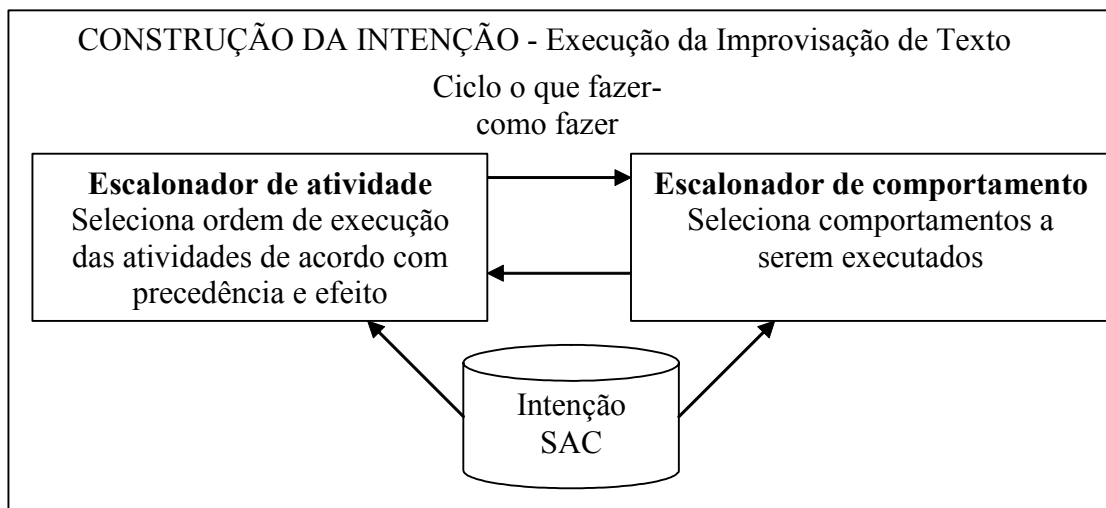 CONSTRUÇÃO DA INTENÇÃO - Execução da Improvisação de Texto
Ciclo o que fazer-
como fazer
Escalonador de atividade
Seleciona ordem de execução
das atividades de acordo com
precedência e efeito
Escalonador de comportamento
Seleciona comportamentos a
serem executados
Intenção
SAC